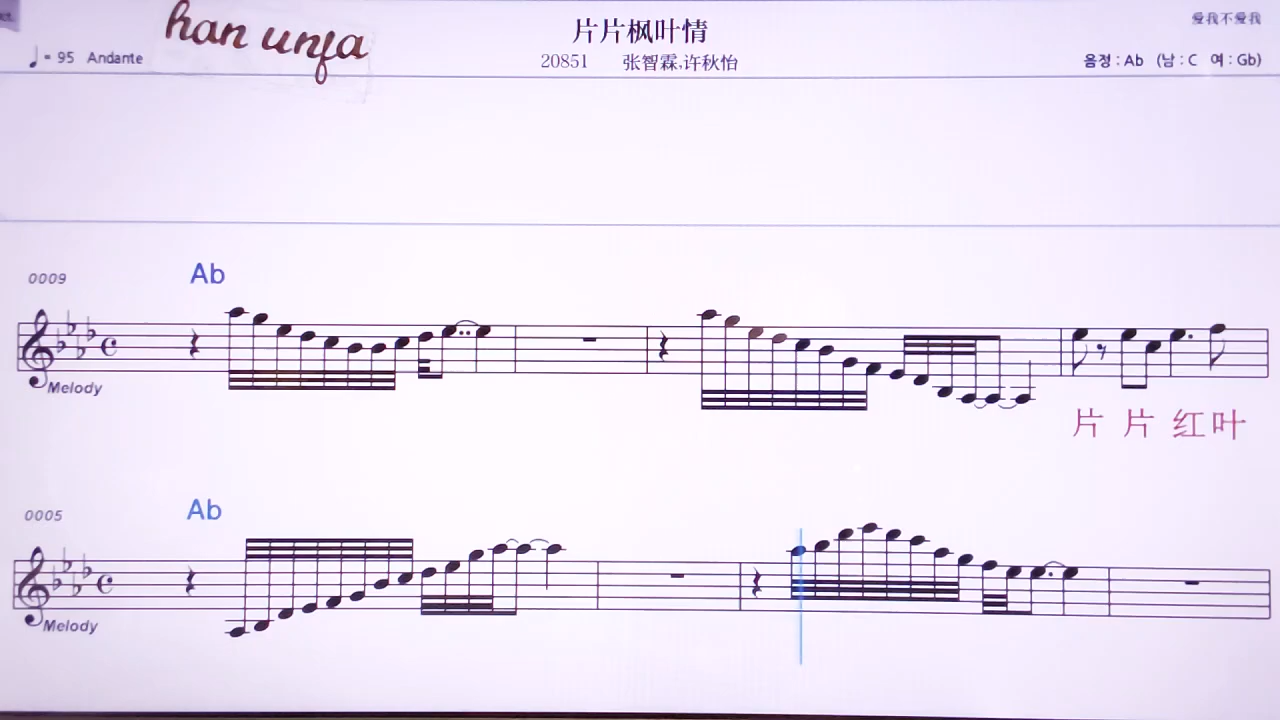 han unja
片片枫叶情
爱我不爱我
♩= 95 Andante
20851 张智霖,许秋怡
음정 : Ab (남 : C 여 : Gb)
0009
Ab
Melody
片 片 红 叶
0005
Ab
Melody